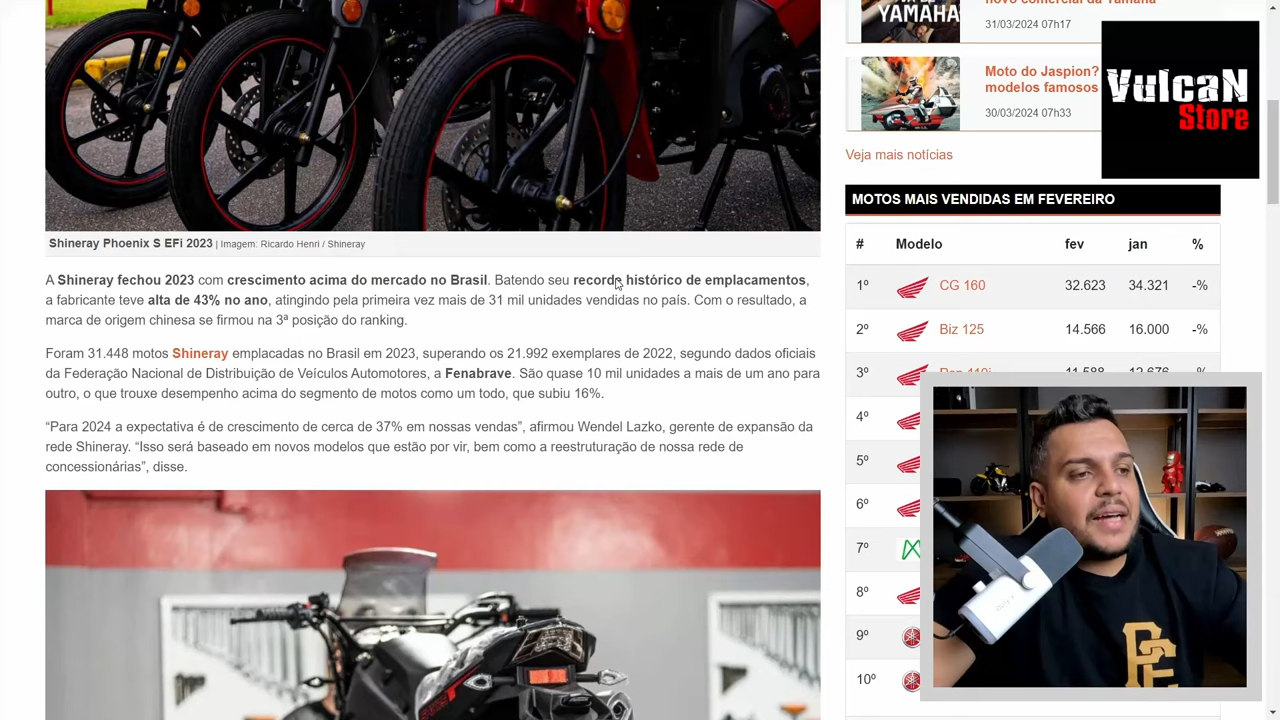 YAMAHA
novo comercial da Yamaha
31/03/2024 07h17
Moto do Jaspion?
modelos famosos
30/03/2024 07h33
VulcaN
Store
Veja mais notícias
Shineray Phoenix S EFi 2023 | Imagem: Ricardo Henri / Shineray
A Shineray fechou 2023 com crescimento acima do mercado no Brasil. Batendo seu recorde histórico de emplacamentos,
a fabricante teve alta de 43% no ano, atingindo pela primeira vez mais de 31 mil unidades vendidas no país. Com o resultado, a
marca de origem chinesa se firmou na 3ª posição do ranking.
Foram 31.448 motos Shineray emplacadas no Brasil em 2023, superando os 21.992 exemplares de 2022, segundo dados oficiais
da Federação Nacional de Distribuição de Veículos Automotores, a Fenabrave. São quase 10 mil unidades a mais de um ano para
outro, o que trouxe desempenho acima do segmento de motos como um todo, que subiu 16%.
“Para 2024 a expectativa é de crescimento de cerca de 37% em nossas vendas”, afirmou Wendel Lazko, gerente de expansão da
rede Shineray. “Isso será baseado em novos modelos que estão por vir, bem como a reestruturação de nossa rede de
concessionárias”, disse.
MOTOS MAIS VENDIDAS EM FEVEREIRO
# Modelo fev jan %
1º CG 160 32.623 34.321 -%
2º Biz 125 14.566 16.000 -%
3º Pop 110i 11.588 12.676 -%
4º
5º
6º
7º
8º
9º
10º